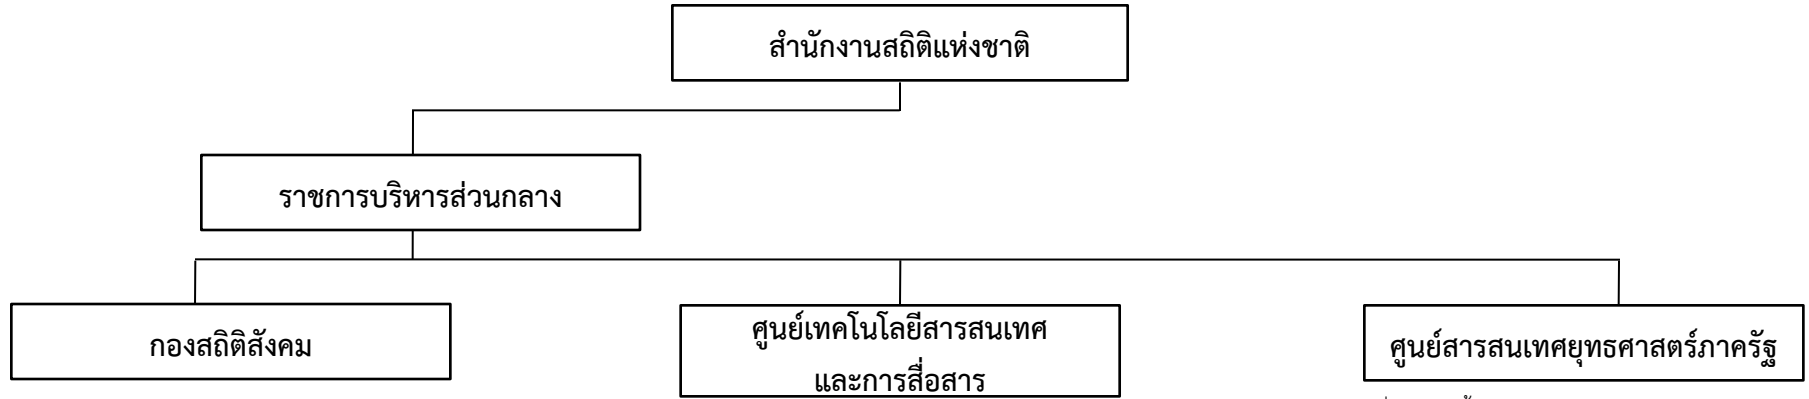 สำนักงานสถิติแห่งชาติ
ราชการบริหารส่วนกลาง
กองสถิติสังคม
ศูนย์เทคโนโลยีสารสนเทศ
และการสื่อสาร
ศูนย์สารสนเทศยุทธศาสตร์ภาครัฐ